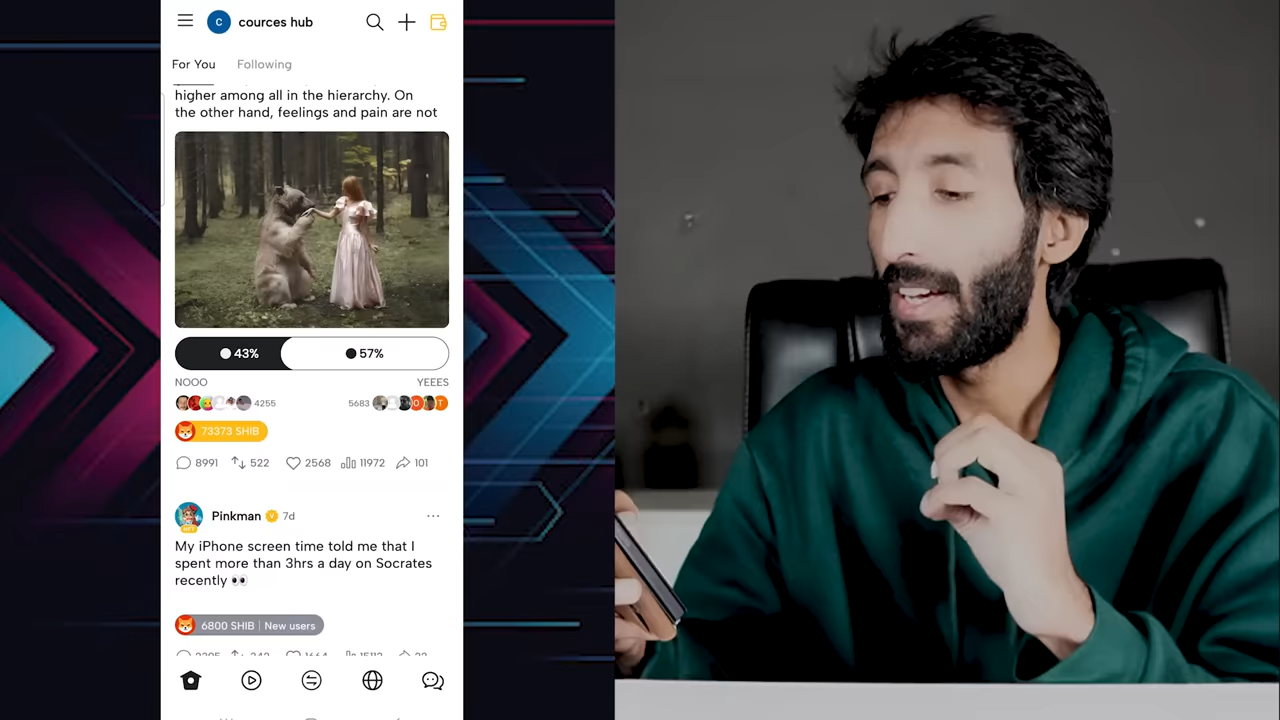 C cources hub
For You Following
higher among all in the hierarchy. On
the other hand, feelings and pain are not
43% 57%
NOOO YEEES
4255 5683
73373 SHIB
8991 522 2568 11972 101
Pinkman 7d
My iPhone screen time told me that I
spent more than 3hrs a day on Socrates
recently 👀
6800 SHIB | New users